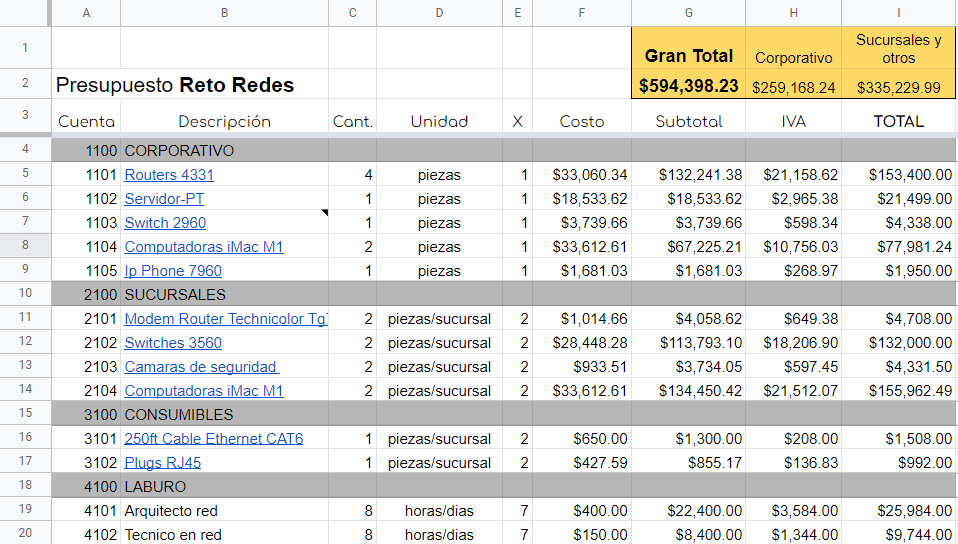 A B C D E F G H I
1 Gran Total Corporativo Sucursales y otros
2 Presupuesto Reto Redes $594,398.23 $259,168.24 $335,229.99
3 Cuenta Descripción Cant. Unidad X Costo Subtotal IVA TOTAL
4 1100 CORPORATIVO
5 1101 Routers 4331 4 piezas 1 $33,060.34 $132,241.38 $21,158.62 $153,400.00
6 1102 Servidor-PT 1 piezas 1 $18,533.62 $18,533.62 $2,965.38 $21,499.00
7 1103 Switch 2960 1 piezas 1 $3,739.66 $3,739.66 $598.34 $4,338.00
8 1104 Computadoras iMac M1 2 piezas 1 $33,612.61 $67,225.21 $10,756.03 $77,981.24
9 1105 Ip Phone 7960 1 piezas 1 $1,681.03 $1,681.03 $268.97 $1,950.00
10 2100 SUCURSALES
11 2101 Modem Router Technicolor 2 piezas/sucursal 2 $1,014.66 $4,058.62 $649.38 $4,708.00
12 2102 Switches 3560 2 piezas/sucursal 2 $28,448.28 $113,793.10 $18,206.90 $132,000.00
13 2103 Camaras de seguridad 2 piezas/sucursal 2 $933.51 $3,734.05 $597.45 $4,331.50
14 2104 Computadoras iMac M1 2 piezas/sucursal 2 $33,612.61 $134,450.42 $21,512.07 $155,962.49
15 3100 CONSUMIBLES
16 3101 250ft Cable Ethernet CAT6 1 piezas/sucursal 2 $650.00 $1,300.00 $208.00 $1,508.00
17 3102 Plugs RJ45 1 piezas/sucursal 2 $427.59 $855.17 $136.83 $992.00
18 4100 LABURO
19 4101 Arquitecto red 8 horas/dias 7 $400.00 $22,400.00 $3,584.00 $25,984.00
20 4102 Tecnico en red 8 horas/dias 7 $150.00 $8,400.00 $1,344.00 $9,744.00